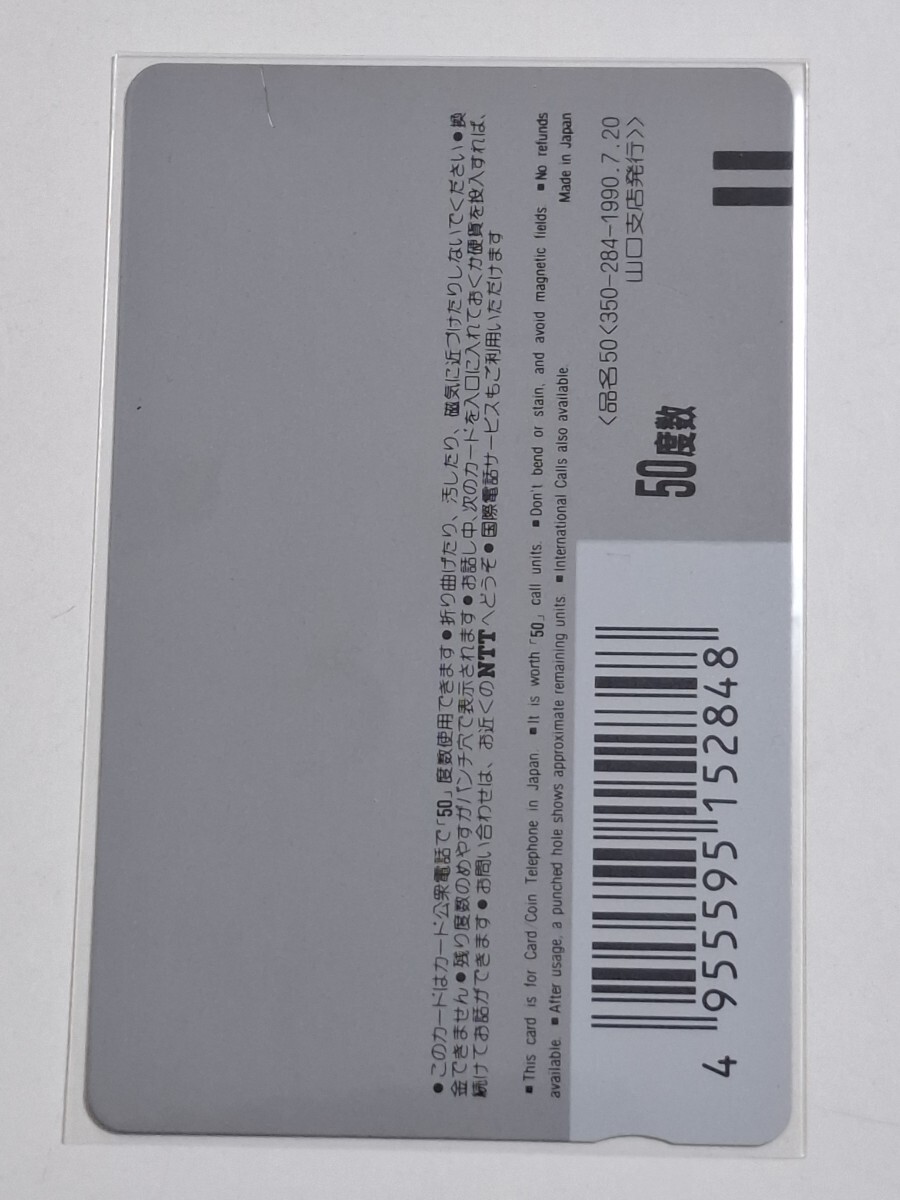 ●このカードはカード公衆電話で「50」度数使用できます●折り曲げたり、汚したり、磁気に近づけたりしないでください●換
金できません●残り度数のめやすがパンチ穴で表示されます●お話し中、次のカードを入口に入れておくか硬貨を投入すれば、
続けてお話ができます●お問い合わせは、お近くのNTTへどうぞ●国際電話サービスもご利用いただけます
■This card is for Card/Coin Telephone in Japan. ■It is worth「50」call units. ■Don't bend or stain, and avoid magnetic fields ■No refunds
available. ■After usage, a punched hole shows approximate remaining units ■International Calls also available. Made in Japan
〈品名50〈350-284-1990.7.20
山口支店発行〉〉
50度数
4 955595 152848